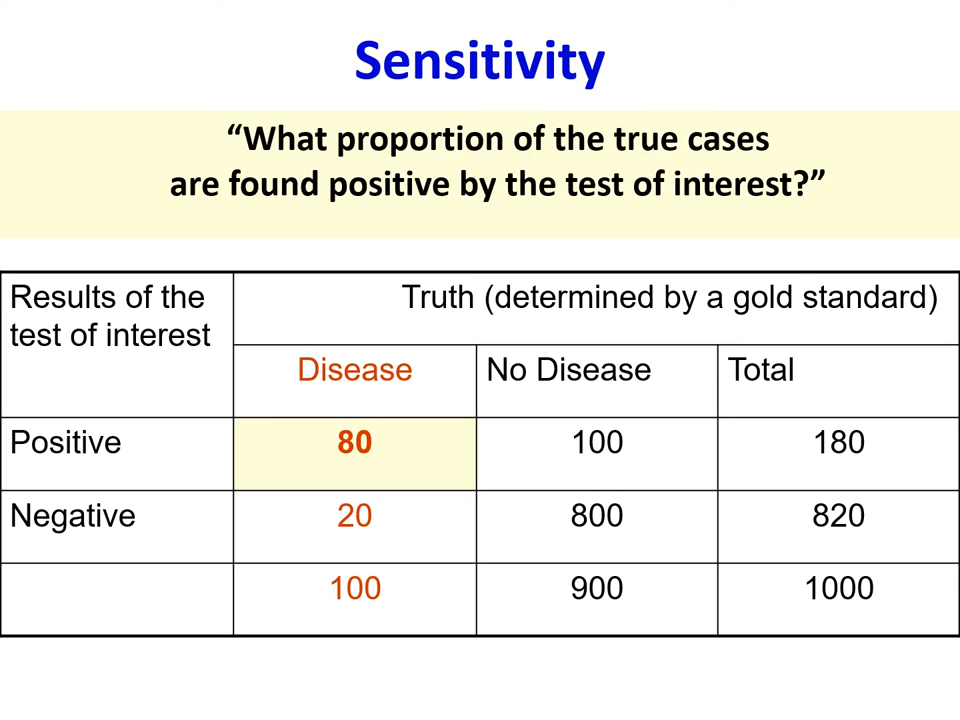 Sensitivity
“What proportion of the true cases
are found positive by the test of interest?”
Results of the
test of interest
Truth (determined by a gold standard)
Disease
No Disease
Total
Positive
80
100
180
Negative
20
800
820
100
900
1000